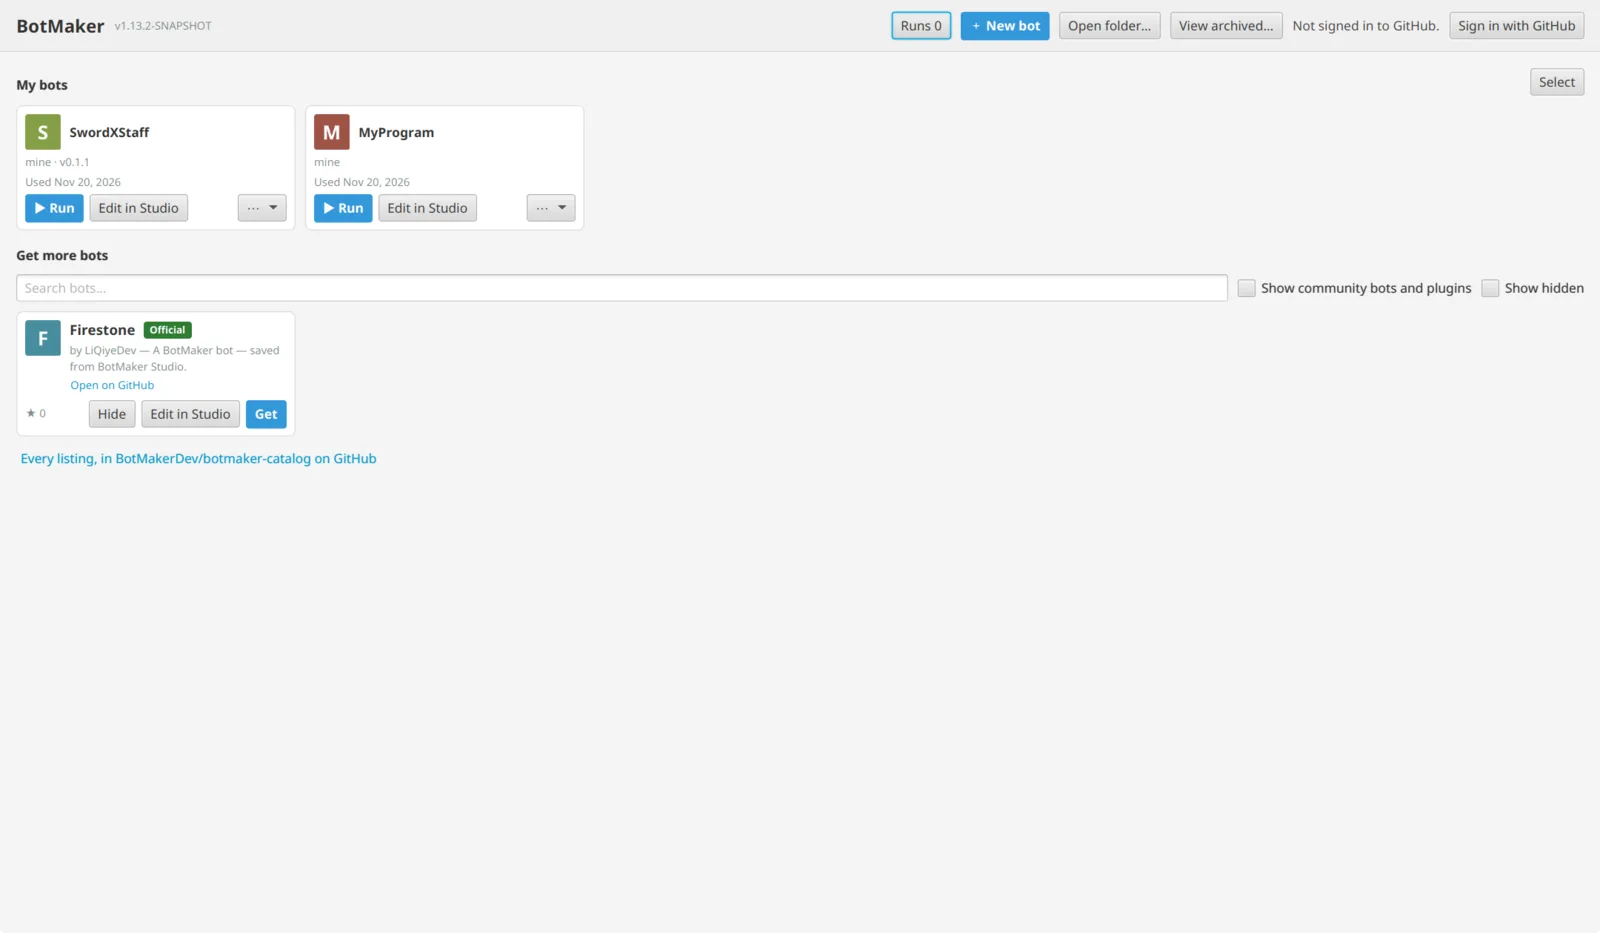 BotMaker v1.13.2-SNAPSHOT Runs 0 + New bot Open folder... View archived... Not signed in to GitHub. Sign in with GitHub
My bots Select
S SwordXStaff
mine · v0.1.1
Used Nov 20, 2026
▶ Run Edit in Studio ...
M MyProgram
mine
Used Nov 20, 2026
▶ Run Edit in Studio ...
Get more bots
Search bots... Show community bots and plugins Show hidden
F Firestone Official
by LiQiyeDev — A BotMaker bot — saved
from BotMaker Studio.
Open on GitHub
★ 0 Hide Edit in Studio Get
Every listing, in BotMakerDev/botmaker-catalog on GitHub